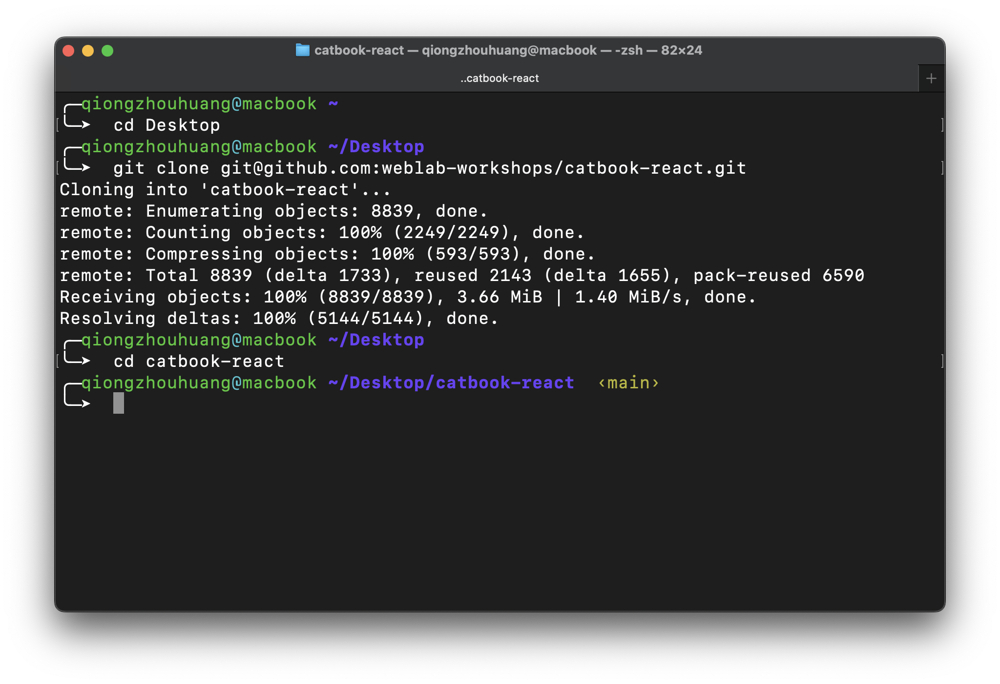 catbook-react — qiongzhouhuang@macbook — -zsh — 82×24
..catbook-react
╭─qiongzhouhuang@macbook ~
╰─➤  cd Desktop
╭─qiongzhouhuang@macbook ~/Desktop
╰─➤  git clone git@github.com:weblab-workshops/catbook-react.git
Cloning into 'catbook-react'...
remote: Enumerating objects: 8839, done.
remote: Counting objects: 100% (2249/2249), done.
remote: Compressing objects: 100% (593/593), done.
remote: Total 8839 (delta 1733), reused 2143 (delta 1655), pack-reused 6590
Receiving objects: 100% (8839/8839), 3.66 MiB | 1.40 MiB/s, done.
Resolving deltas: 100% (5144/5144), done.
╭─qiongzhouhuang@macbook ~/Desktop
╰─➤  cd catbook-react
╭─qiongzhouhuang@macbook ~/Desktop/catbook-react  ‹main›
╰─➤